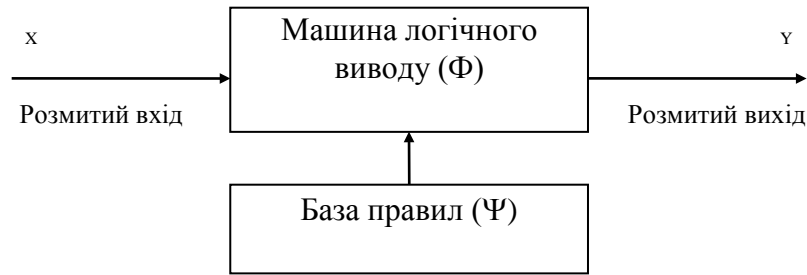 X
Машина логічного
виводу (Ф)
Y
Розмитий вхід
Розмитий вихід
База правил (Ψ)